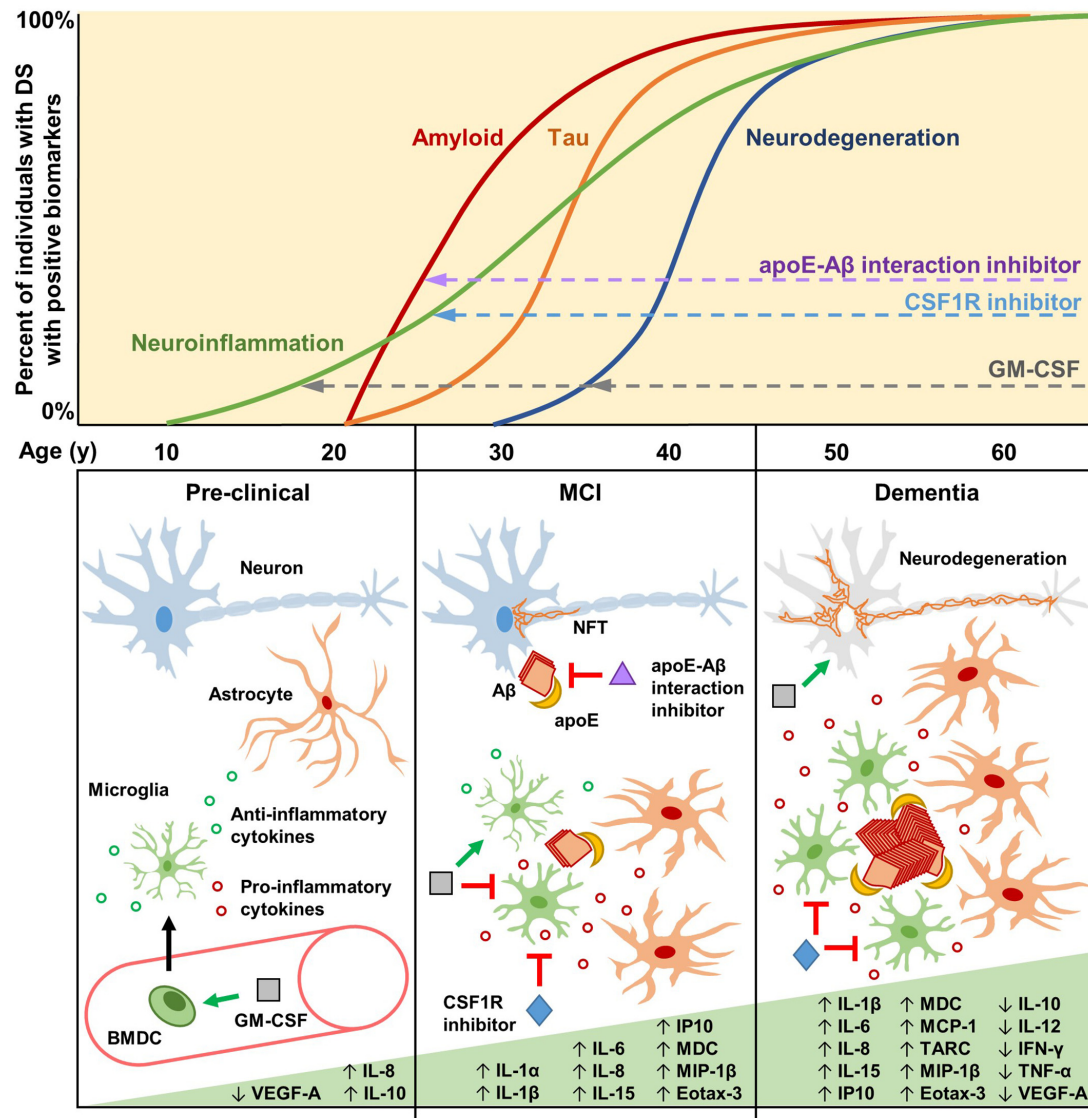 100%
Percent of individuals with DS
with positive biomarkers
0%
Amyloid
Tau
Neurodegeneration
Neuroinflammation
apoE-Aβ interaction inhibitor
CSF1R inhibitor
GM-CSF
Age (y) 10 20 30 40 50 60
Pre-clinical
Neuron
Astrocyte
Microglia
Anti-inflammatory
cytokines
Pro-inflammatory
cytokines
BMDC
GM-CSF
↑ IL-8
↓ VEGF-A ↑ IL-10
MCI
NFT
Aβ
apoE
apoE-Aβ
interaction
inhibitor
CSF1R
inhibitor
↑ IP10
↑ IL-6 ↑ MDC
↑ IL-1α ↑ IL-8 ↑ MIP-1β
↑ IL-1β ↑ IL-15 ↑ Eotax-3
Dementia
Neurodegeneration
↑ IL-1β ↑ MDC ↓ IL-10
↑ IL-6 ↑ MCP-1 ↓ IL-12
↑ IL-8 ↑ TARC ↓ IFN-γ
↑ IL-15 ↑ MIP-1β ↓ TNF-α
↑ IP10 ↑ Eotax-3 ↓ VEGF-A